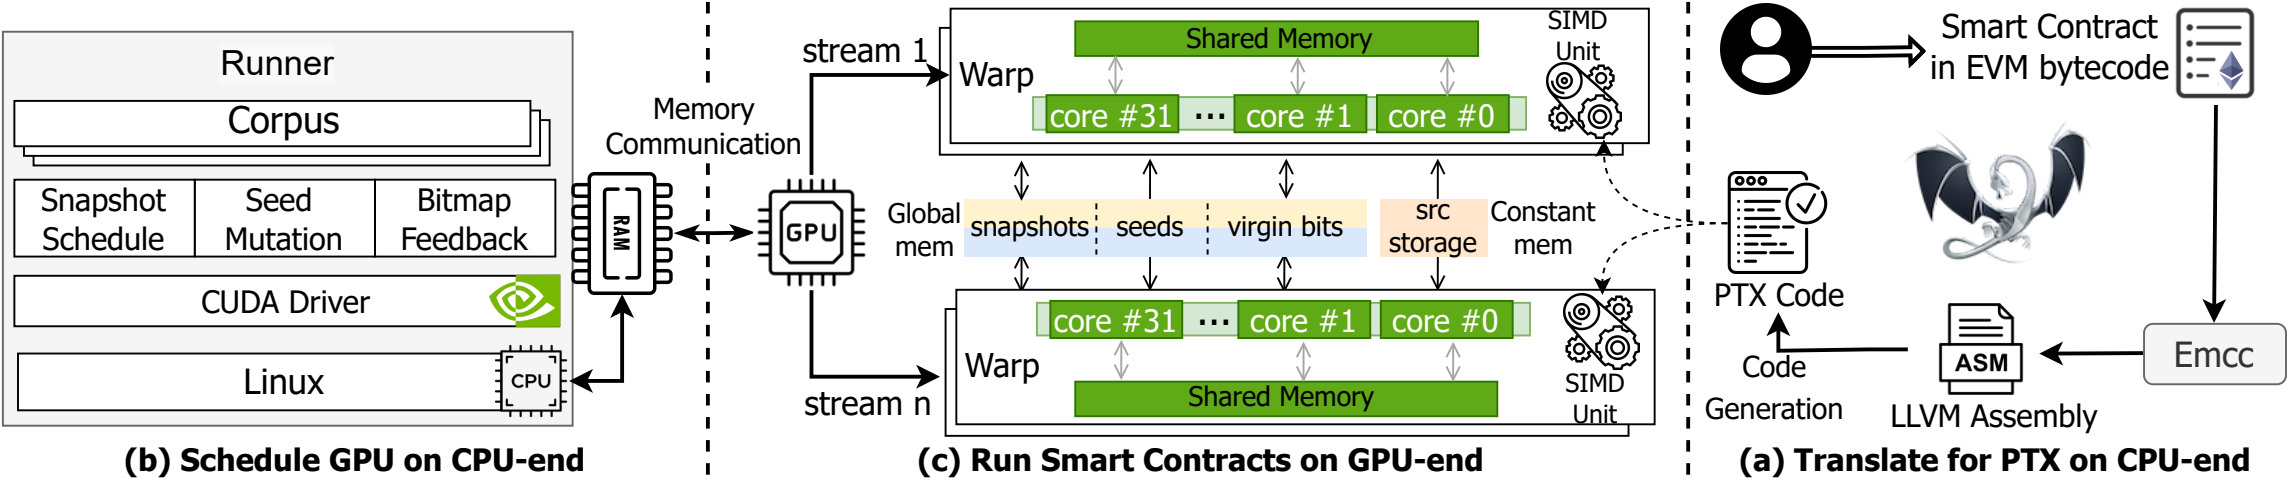 Runner
Corpus
Snapshot
Schedule
Seed
Mutation
Bitmap
Feedback
CUDA Driver
Linux
CPU
RAM
(b) Schedule GPU on CPU-end
Memory
Communication
GPU
stream 1
stream n
Warp
Shared Memory
core #31
...
core #1
core #0
SIMD
Unit
Global
mem
snapshots
seeds
virgin bits
src
storage
Constant
mem
core #31
...
core #1
core #0
Warp
Shared Memory
SIMD
Unit
(c) Run Smart Contracts on GPU-end
Smart Contract
in EVM bytecode
PTX Code
Code
Generation
ASM
LLVM Assembly
Emcc
(a) Translate for PTX on CPU-end